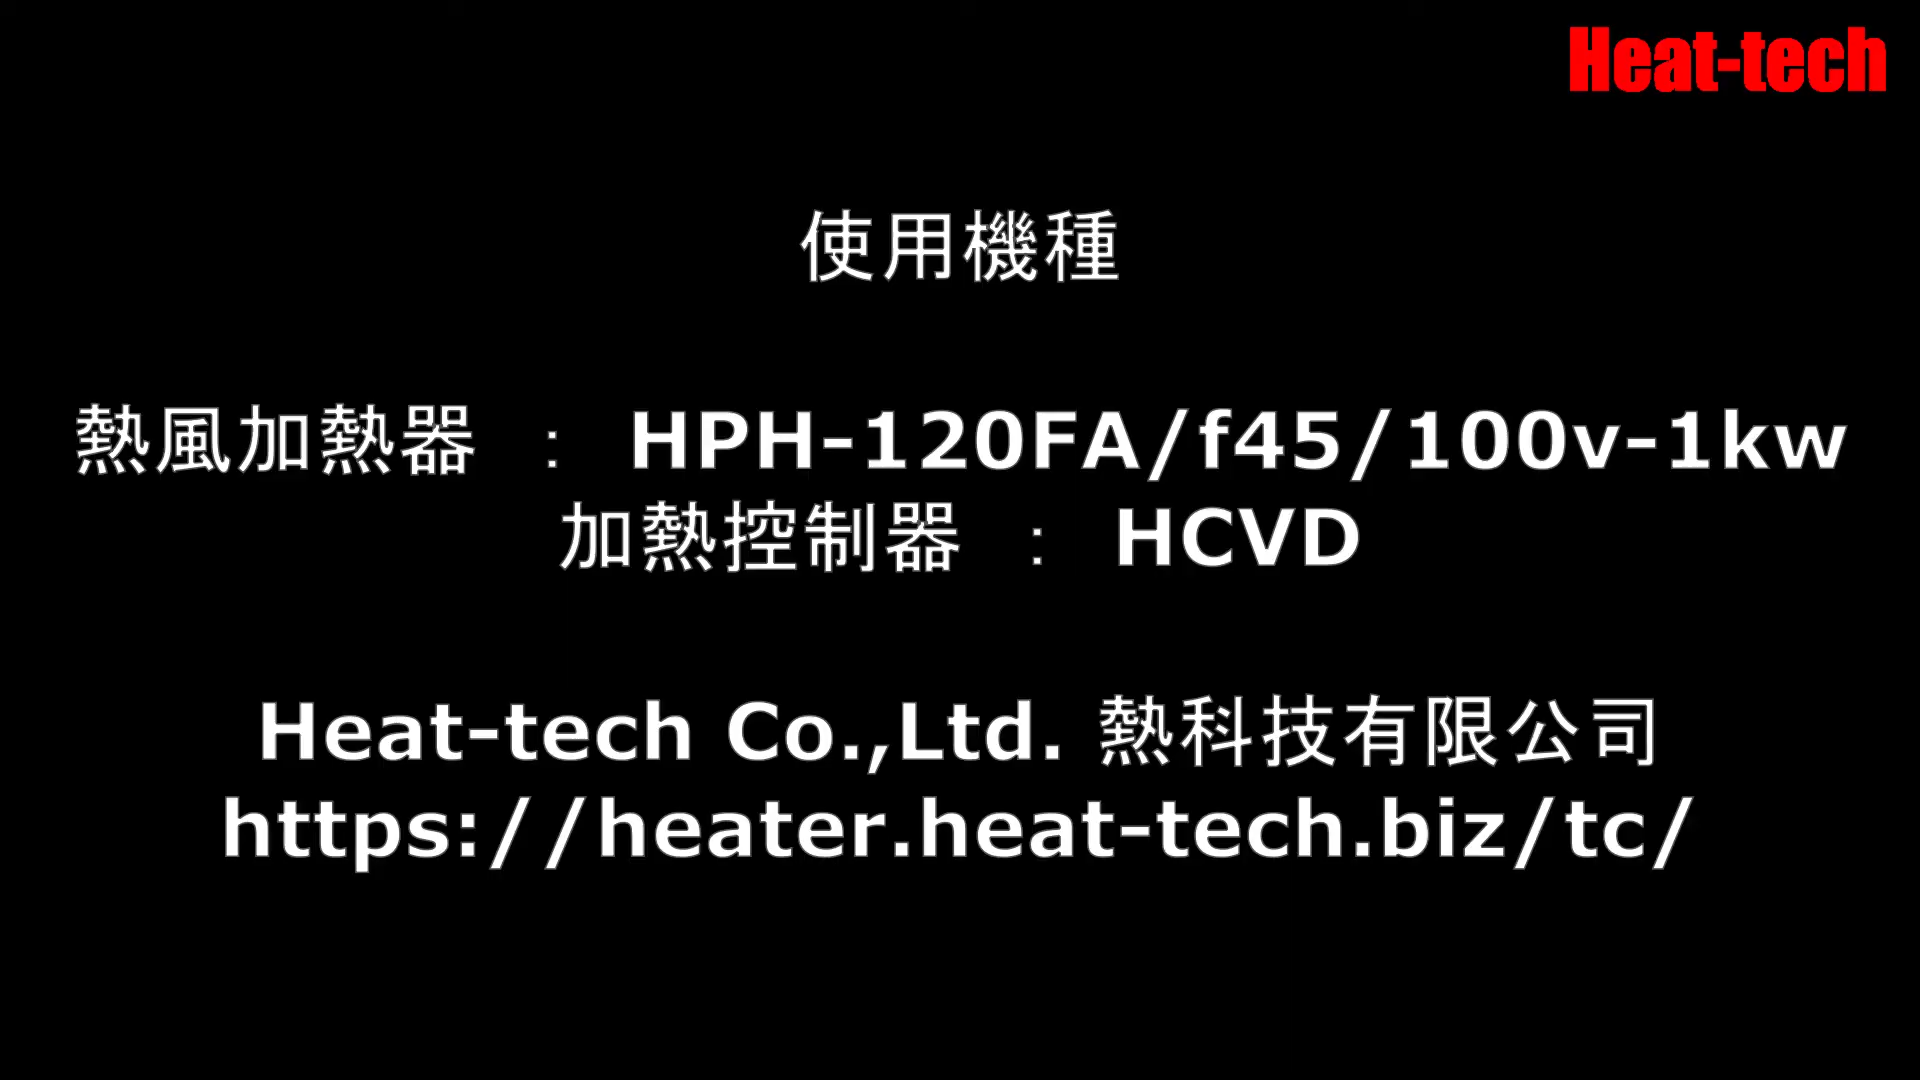 Heat-tech
使用機種
熱風加熱器 : HPH-120FA/f45/100v-1kw
加熱控制器 : HCVD
Heat-tech Co.,Ltd. 熱科技有限公司
https://heater.heat-tech.biz/tc/